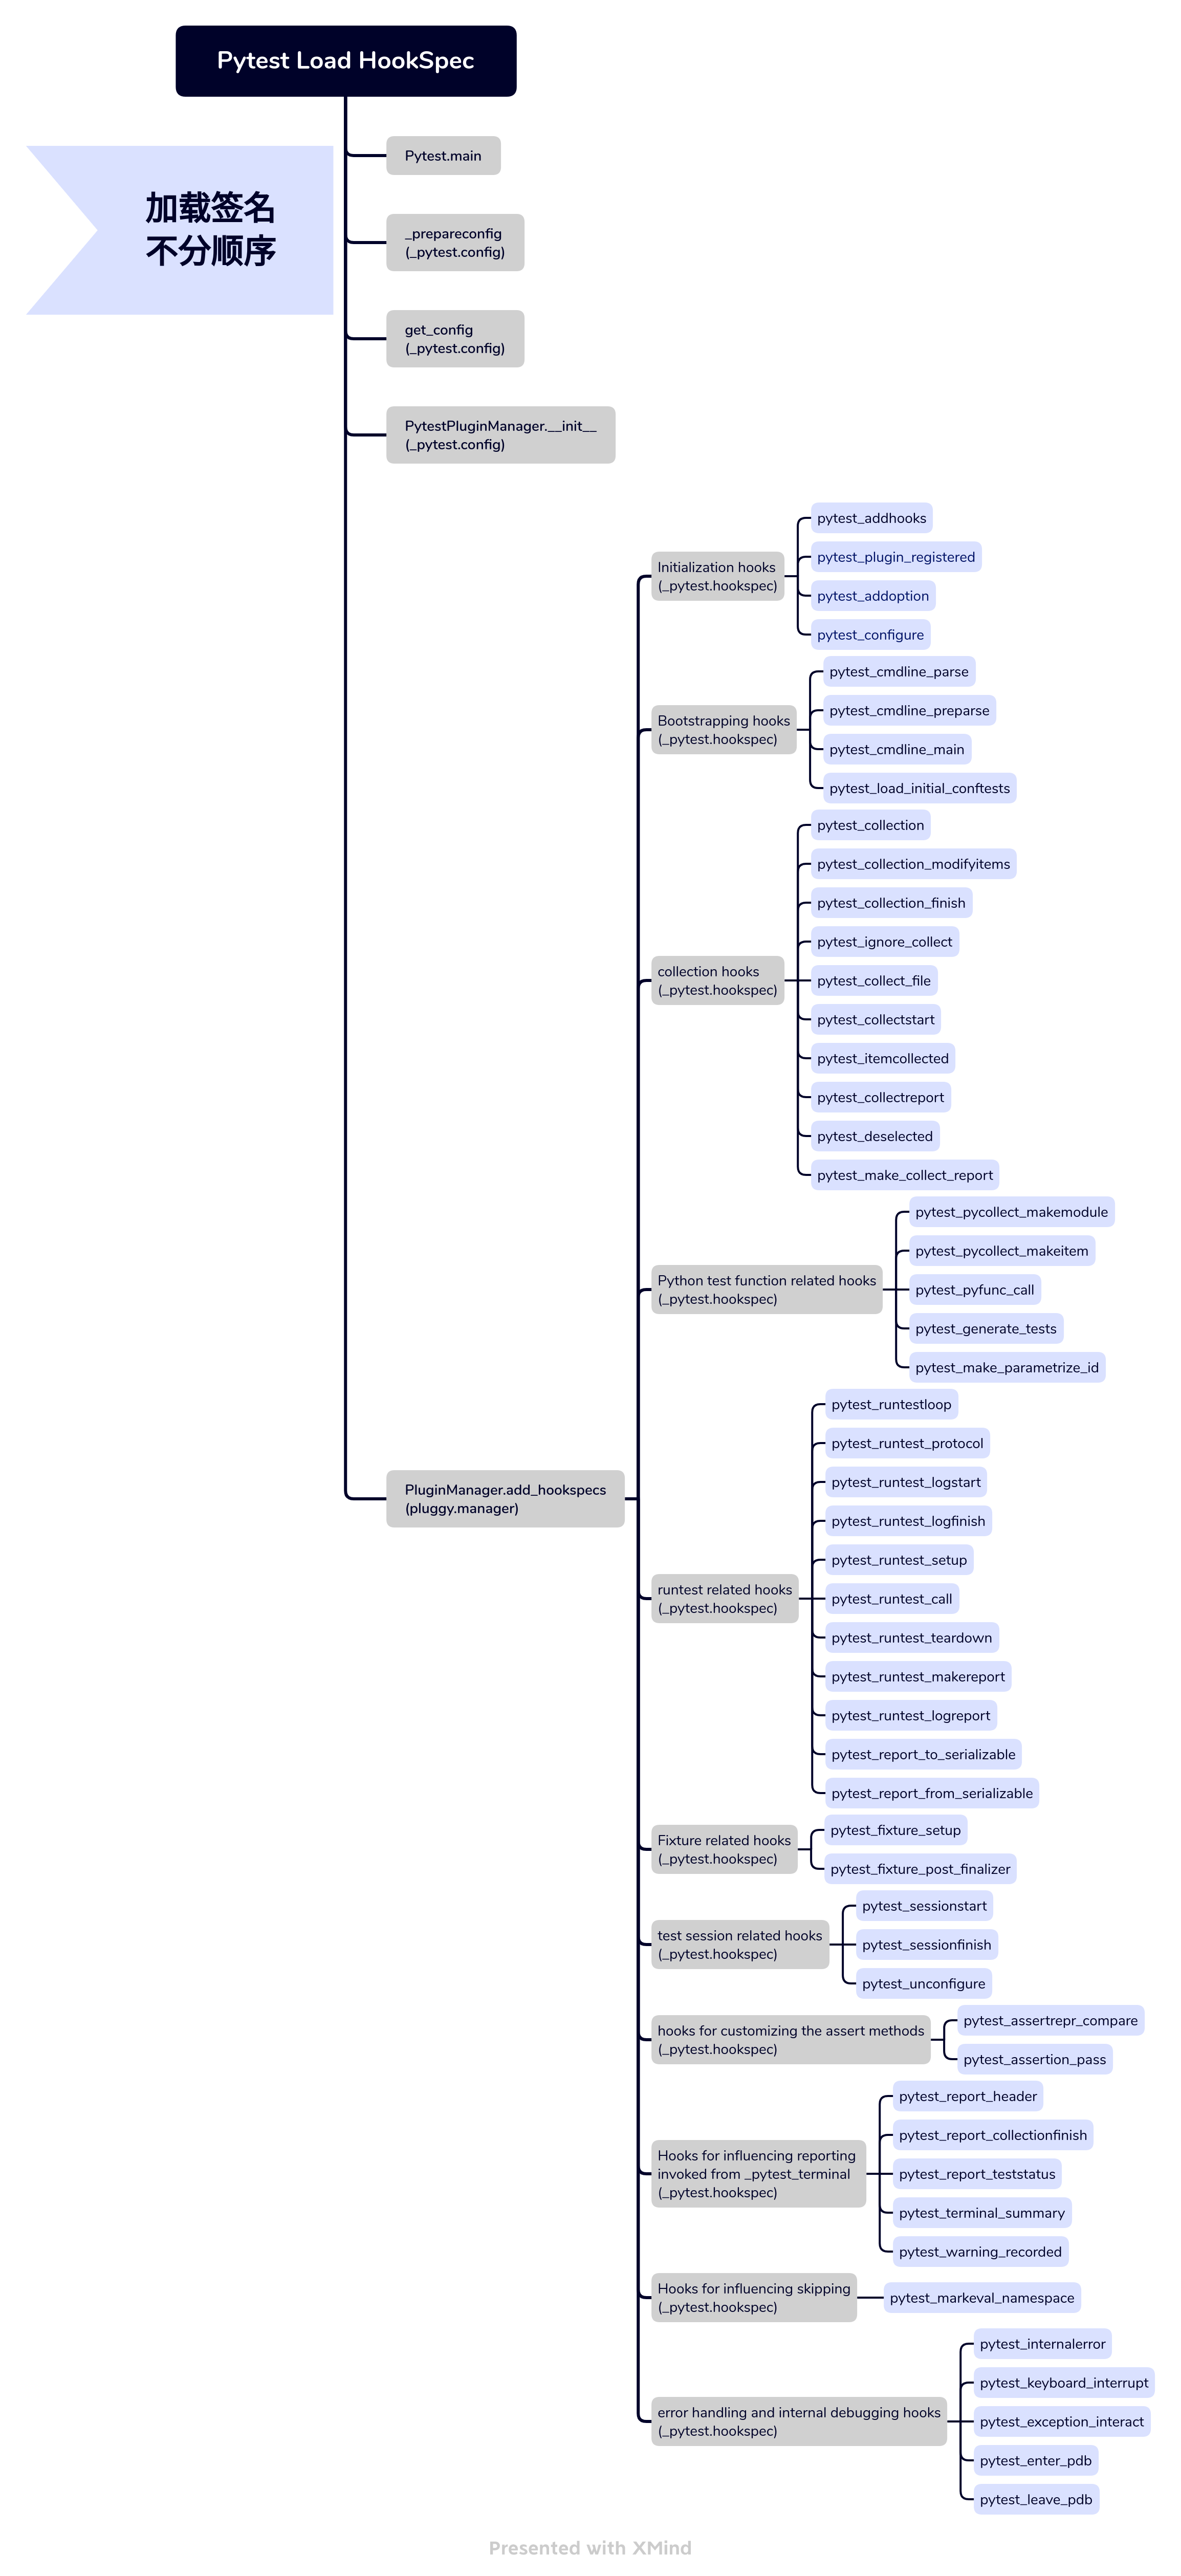 Pytest Load HookSpec
加载签名
不分顺序
Pytest.main
_prepareconfig
(_pytest.config)
get_config
(_pytest.config)
PytestPluginManager.__init__
(_pytest.config)
PluginManager.add_hookspecs
(pluggy.manager)
Initialization hooks
(_pytest.hookspec)
pytest_addhooks
pytest_plugin_registered
pytest_addoption
pytest_configure
Bootstrapping hooks
(_pytest.hookspec)
pytest_cmdline_parse
pytest_cmdline_preparse
pytest_cmdline_main
pytest_load_initial_conftests
collection hooks
(_pytest.hookspec)
pytest_collection
pytest_collection_modifyitems
pytest_collection_finish
pytest_ignore_collect
pytest_collect_file
pytest_collectstart
pytest_itemcollected
pytest_collectreport
pytest_deselected
pytest_make_collect_report
Python test function related hooks
(_pytest.hookspec)
pytest_pycollect_makemodule
pytest_pycollect_makeitem
pytest_pyfunc_call
pytest_generate_tests
pytest_make_parametrize_id
runtest related hooks
(_pytest.hookspec)
pytest_runtestloop
pytest_runtest_protocol
pytest_runtest_logstart
pytest_runtest_logfinish
pytest_runtest_setup
pytest_runtest_call
pytest_runtest_teardown
pytest_runtest_makereport
pytest_runtest_logreport
pytest_report_to_serializable
pytest_report_from_serializable
Fixture related hooks
(_pytest.hookspec)
pytest_fixture_setup
pytest_fixture_post_finalizer
test session related hooks
(_pytest.hookspec)
pytest_sessionstart
pytest_sessionfinish
pytest_unconfigure
hooks for customizing the assert methods
(_pytest.hookspec)
pytest_assertrepr_compare
pytest_assertion_pass
Hooks for influencing reporting
invoked from _pytest_terminal
(_pytest.hookspec)
pytest_report_header
pytest_report_collectionfinish
pytest_report_teststatus
pytest_terminal_summary
pytest_warning_recorded
Hooks for influencing skipping
(_pytest.hookspec)
pytest_markeval_namespace
error handling and internal debugging hooks
(_pytest.hookspec)
pytest_internalerror
pytest_keyboard_interrupt
pytest_exception_interact
pytest_enter_pdb
pytest_leave_pdb
Presented with XMind